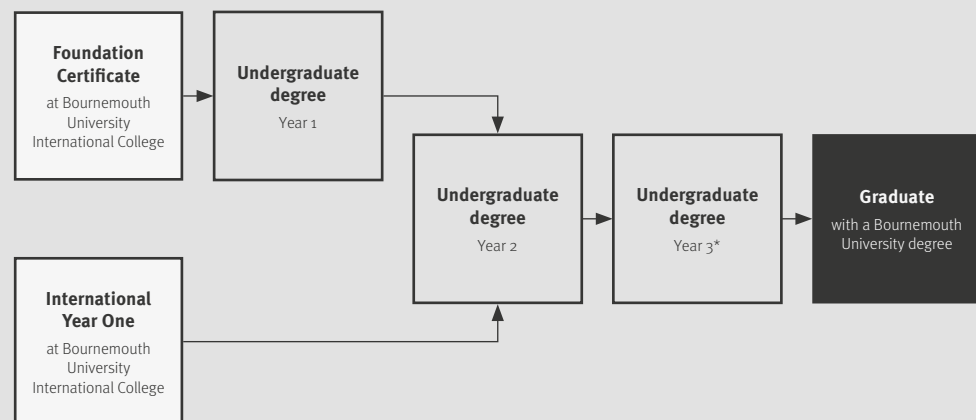 Foundation
Certificate
at Bournemouth
University
International College
Undergraduate
degree
Year 1
Undergraduate
degree
Year 2
Undergraduate
degree
Year 3*
Graduate
with a Bournemouth
University degree
International
Year One
at Bournemouth
University
International College